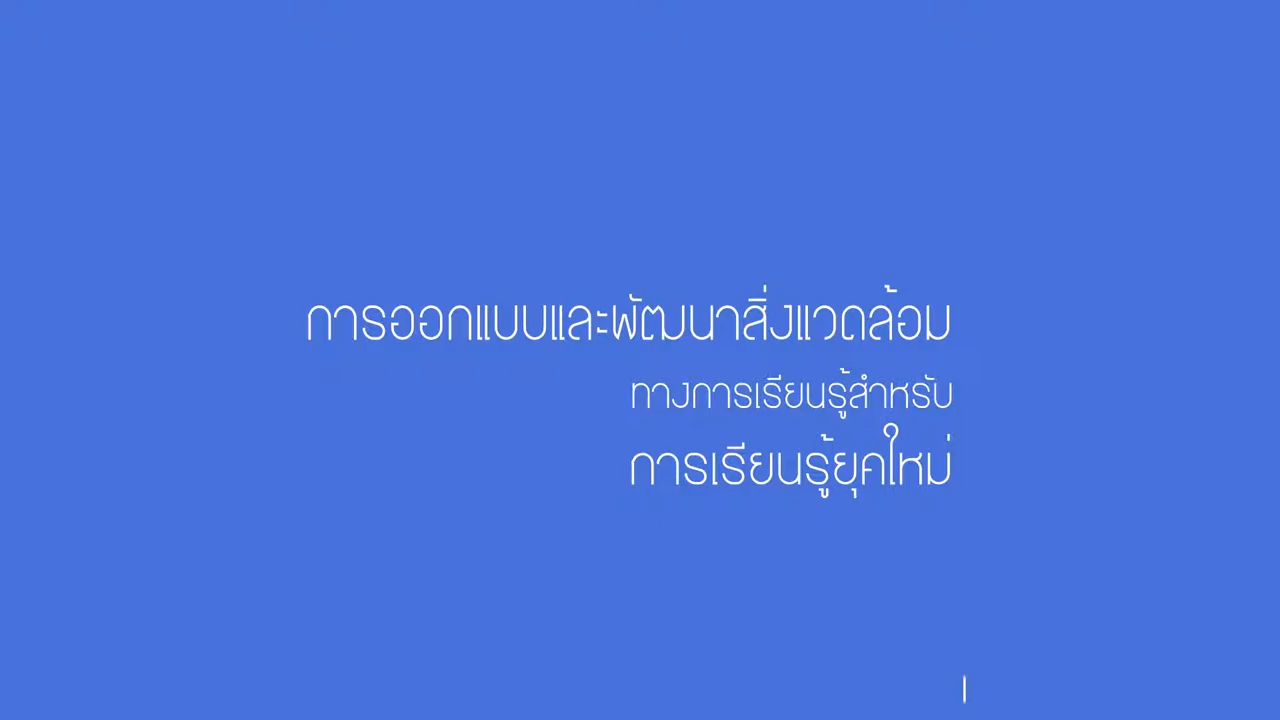 การออกแบบและพัฒนาสิ่งแวดล้อม
ทางการเรียนรู้สำหรับ
การเรียนรู้ยุคใหม่